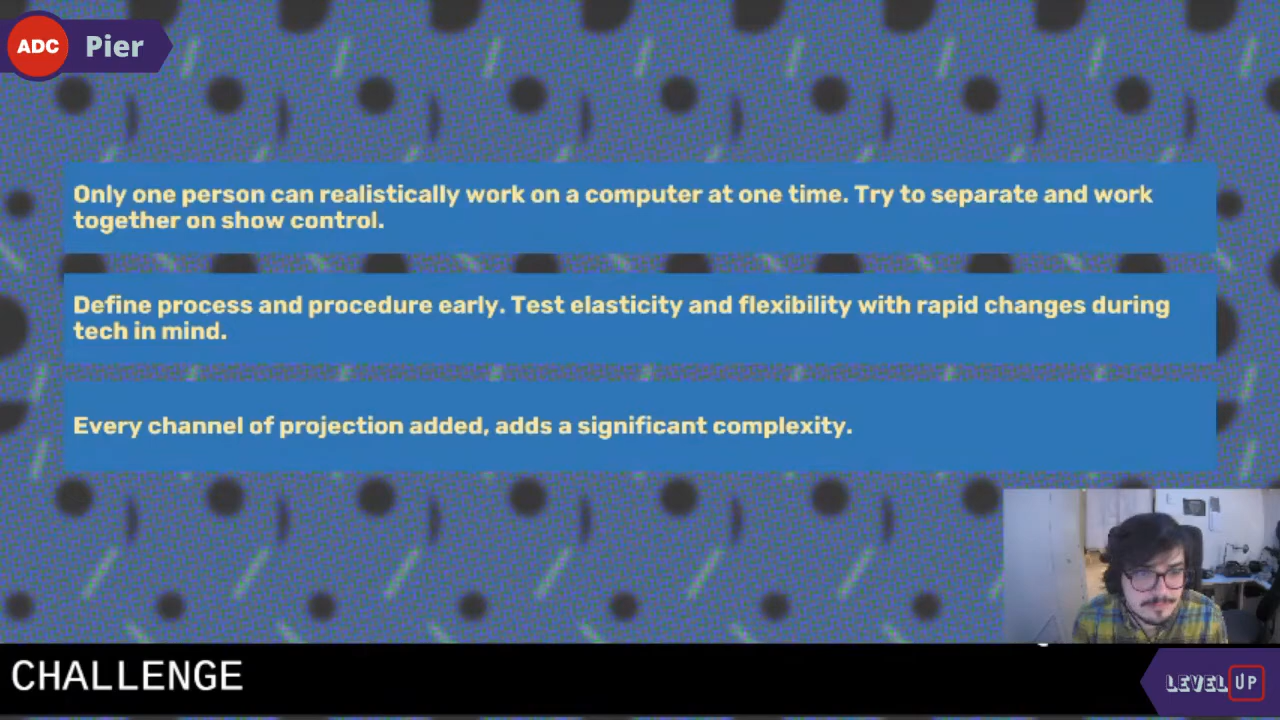 ADC Pier
Only one person can realistically work on a computer at one time. Try to separate and work
together on show control.
Define process and procedure early. Test elasticity and flexibility with rapid changes during
tech in mind.
Every channel of projection added, adds a significant complexity.
CHALLENGE
LEVEL UP